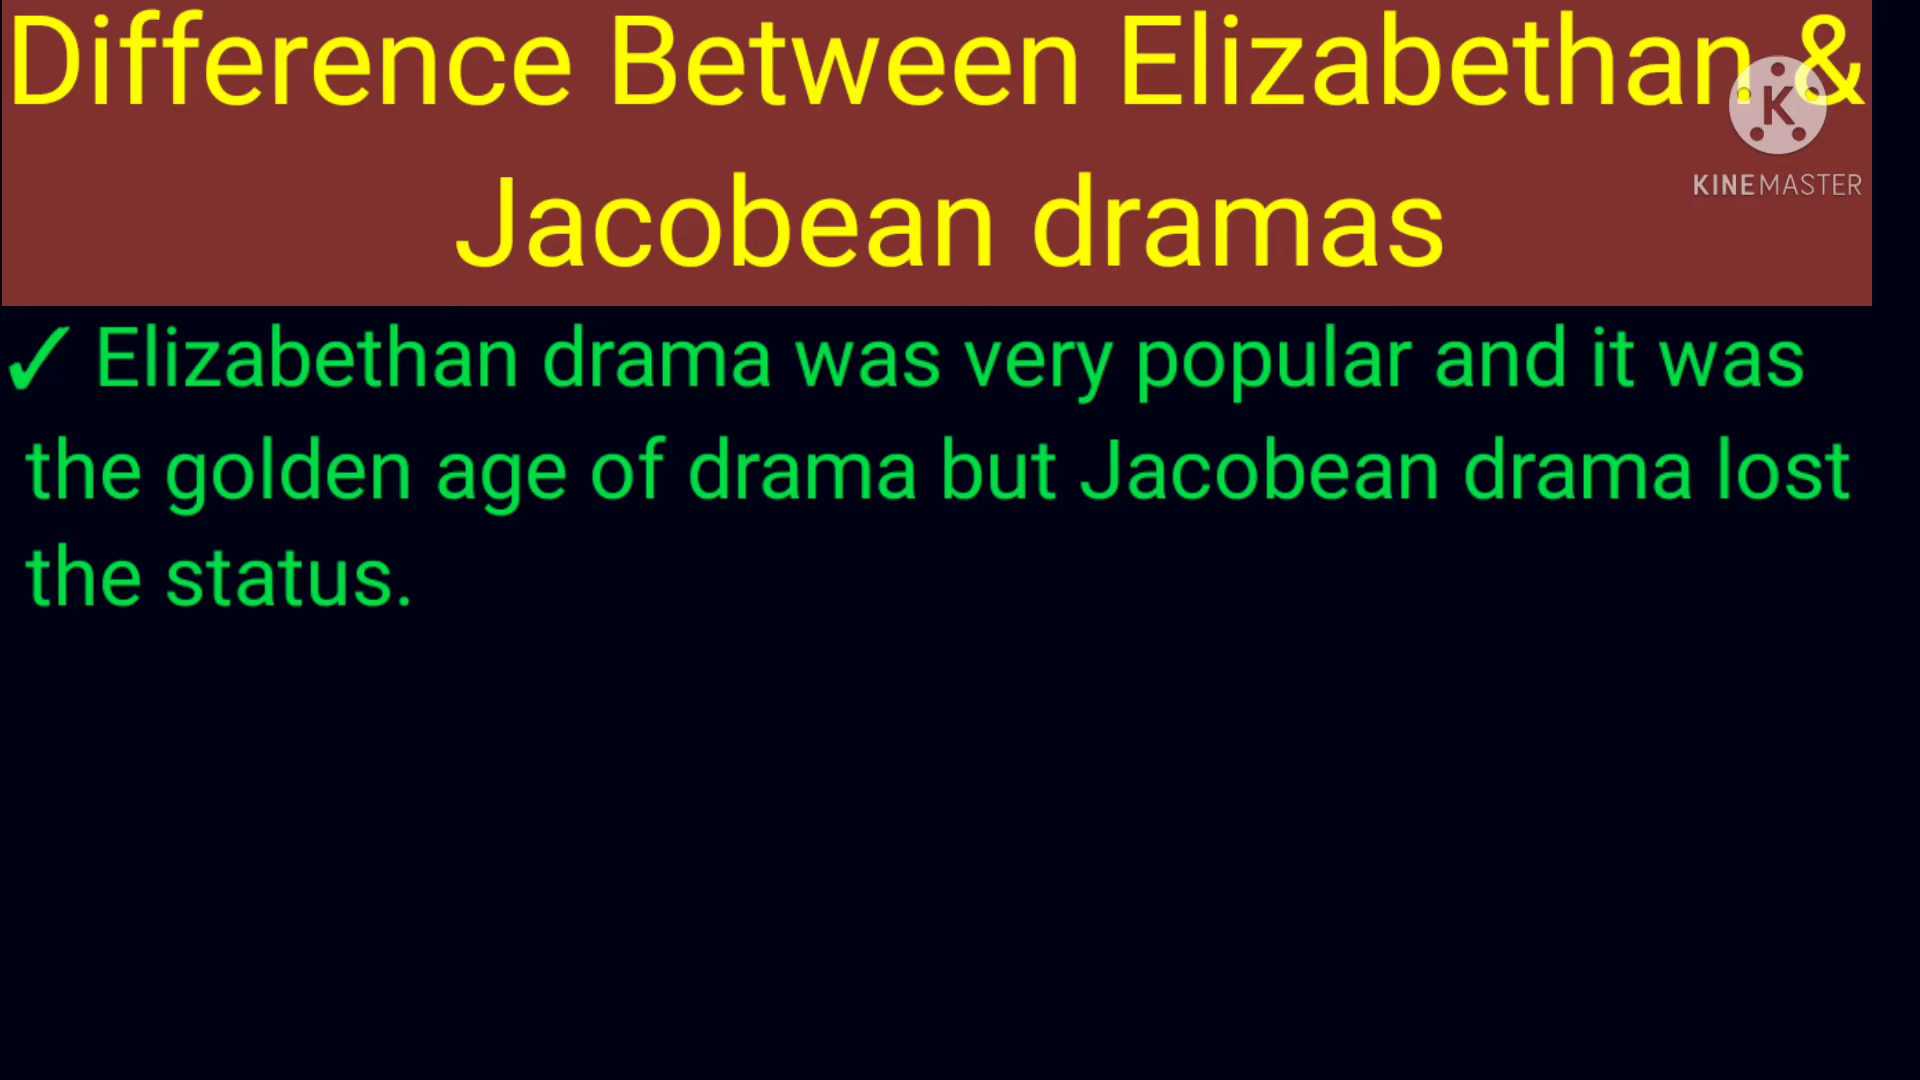 Difference Between Elizabethan &
Jacobean dramas
K
KINEMASTER
✓ Elizabethan drama was very popular and it was
the golden age of drama but Jacobean drama lost
the status.